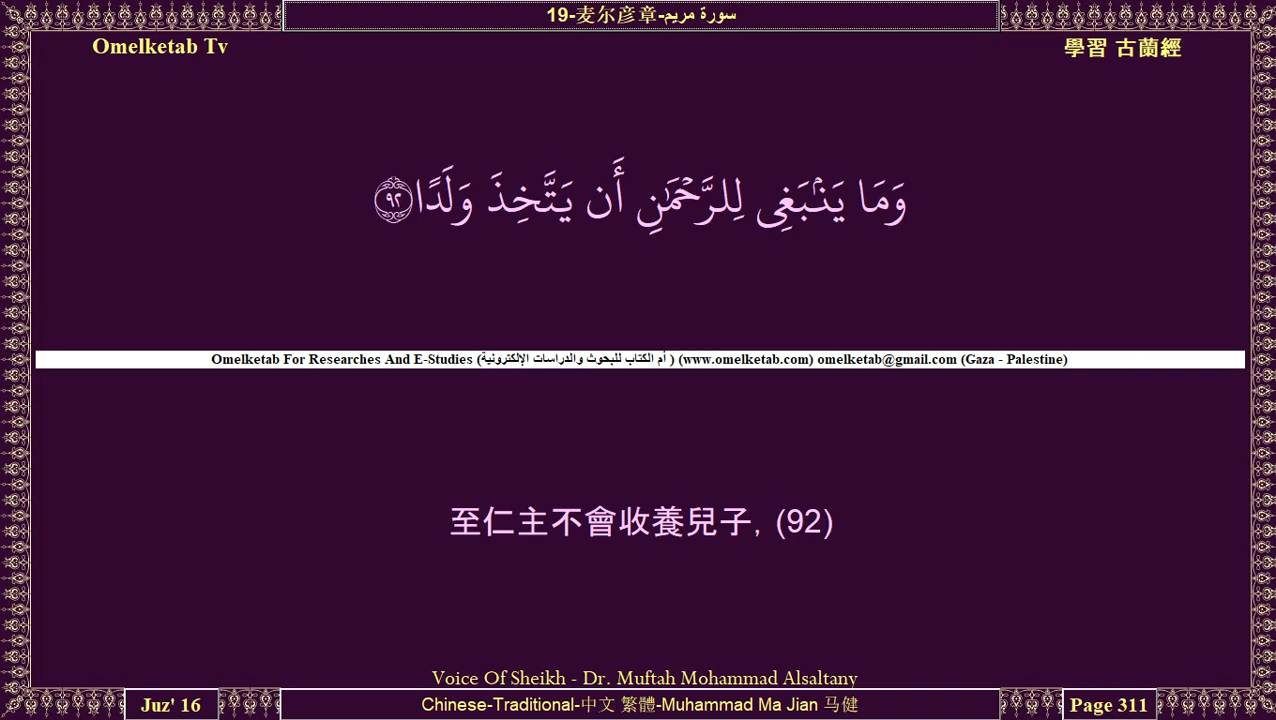 19-麦尔彦章-سورة مريم
Omelketab Tv
學習 古蘭經
وَمَا يَنۢبَغِى لِلرَّحْمَٰنِ أَن يَتَّخِذَ وَلَدًا ٩٢
Omelketab For Researches And E-Studies (أم الكتاب للبحوث والدراسات الإلكترونية ) (www.omelketab.com) omelketab@gmail.com (Gaza - Palestine)
至仁主不會收養兒子, (92)
Voice Of Sheikh - Dr. Muftah Mohammad Alsaltany
Juz' 16
Chinese-Traditional-中文 繁體-Muhammad Ma Jian 马健
Page 311